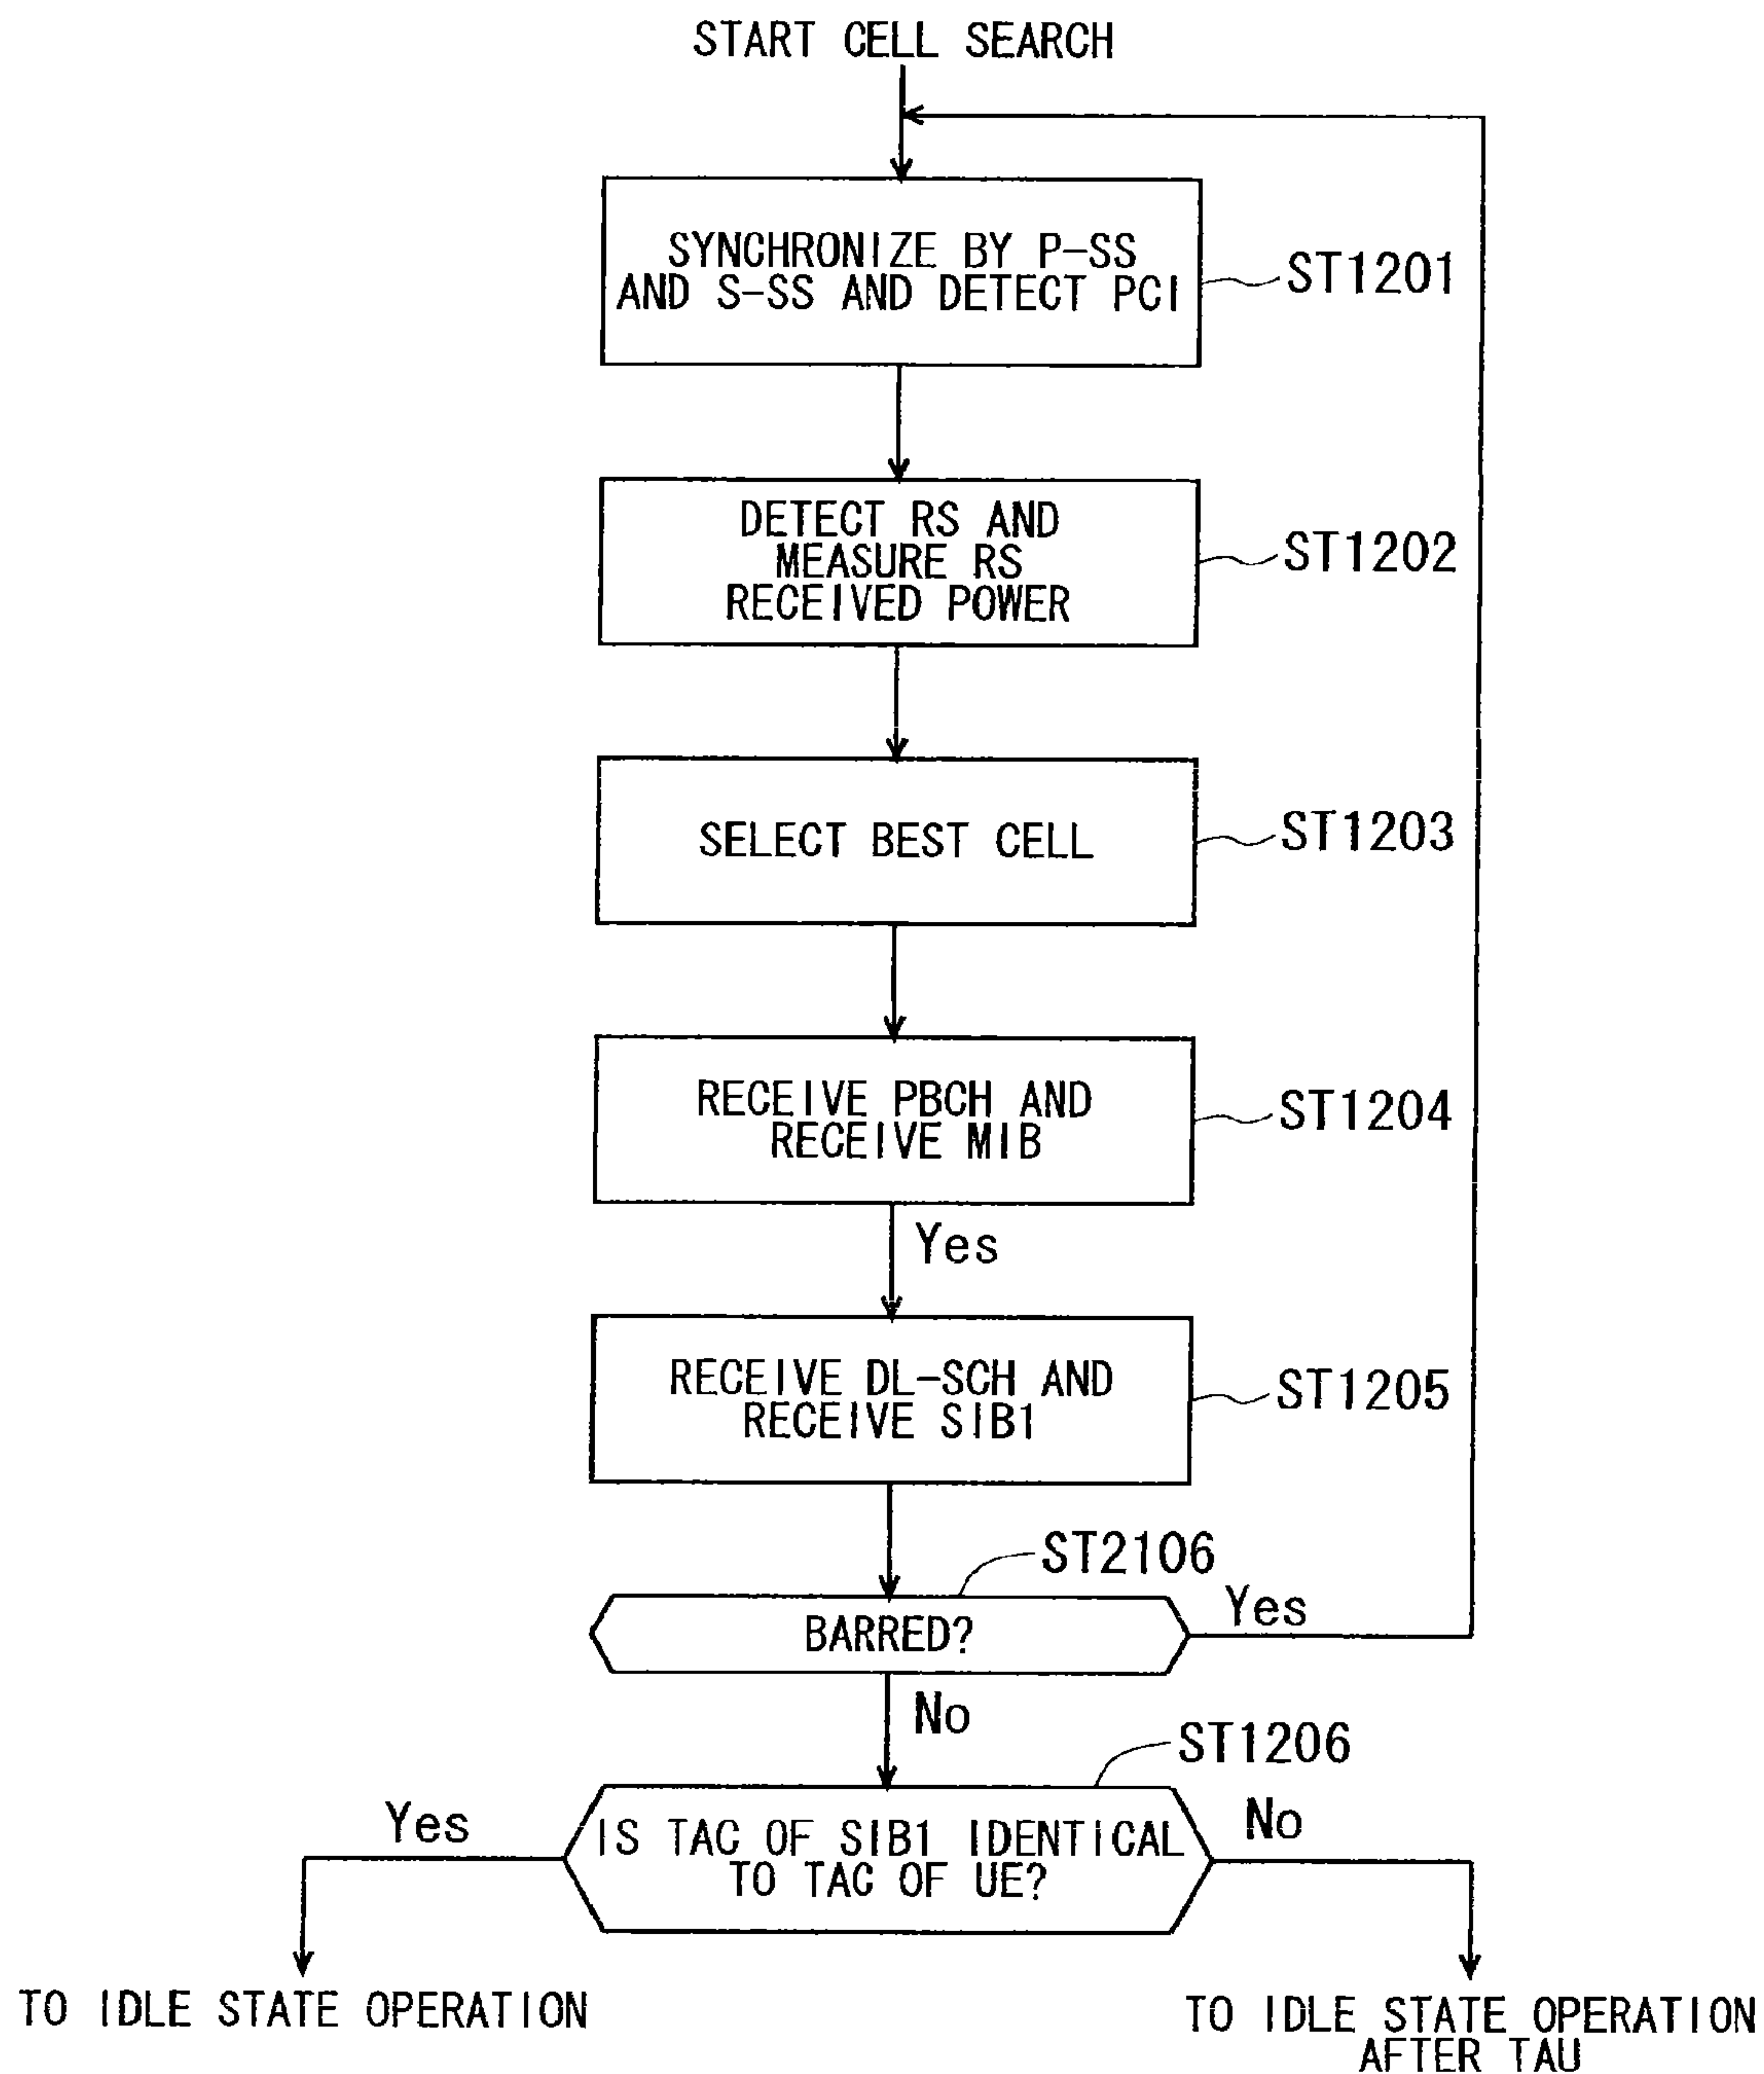 START CELL SEARCH
SYNCHRONIZE BY P-SS
AND S-SS AND DETECT PCI
ST1201
DETECT RS AND
MEASURE RS
RECEIVED POWER
ST1202
SELECT BEST CELL
ST1203
RECEIVE PBCH AND
RECEIVE MIB
ST1204
Yes
RECEIVE DL-SCH AND
RECEIVE SIB1
ST1205
ST2106
BARRED?
Yes
No
ST1206
IS TAC OF SIB1 IDENTICAL
TO TAC OF UE?
Yes
No
TO IDLE STATE OPERATION
TO IDLE STATE OPERATION
AFTER TAU